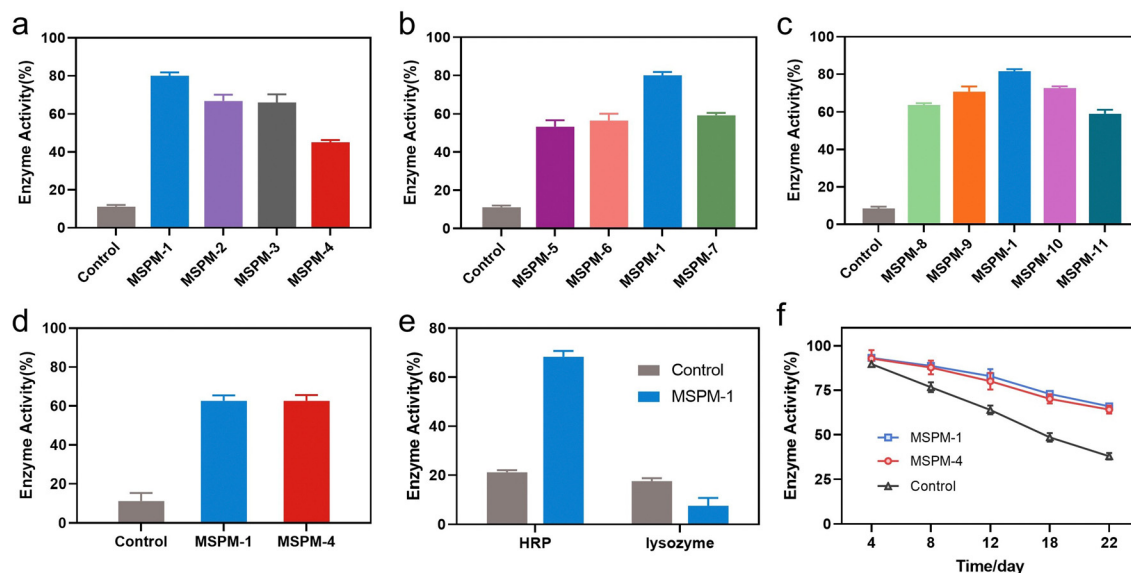 a
Enzyme Activity(%)
100
80
60
40
20
0
Control
MSPM-1
MSPM-2
MSPM-3
MSPM-4
b
Enzyme Activity(%)
100
80
60
40
20
0
Control
MSPM-5
MSPM-6
MSPM-1
MSPM-7
c
Enzyme Activity(%)
100
80
60
40
20
0
Control
MSPM-8
MSPM-9
MSPM-1
MSPM-10
MSPM-11
d
Enzyme Activity(%)
100
80
60
40
20
0
Control
MSPM-1
MSPM-4
e
Enzyme Activity(%)
80
60
40
20
0
Control
MSPM-1
HRP
lysozyme
f
Enzyme Activity(%)
100
75
50
25
0
MSPM-1
MSPM-4
Control
4
8
12
18
22
Time/day